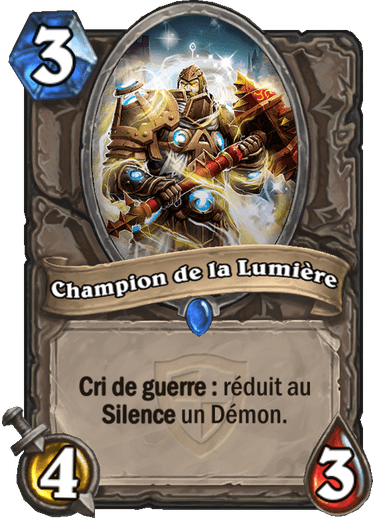 3
Champion de la Lumière
Cri de guerre : réduit au
Silence un Démon.
4
3